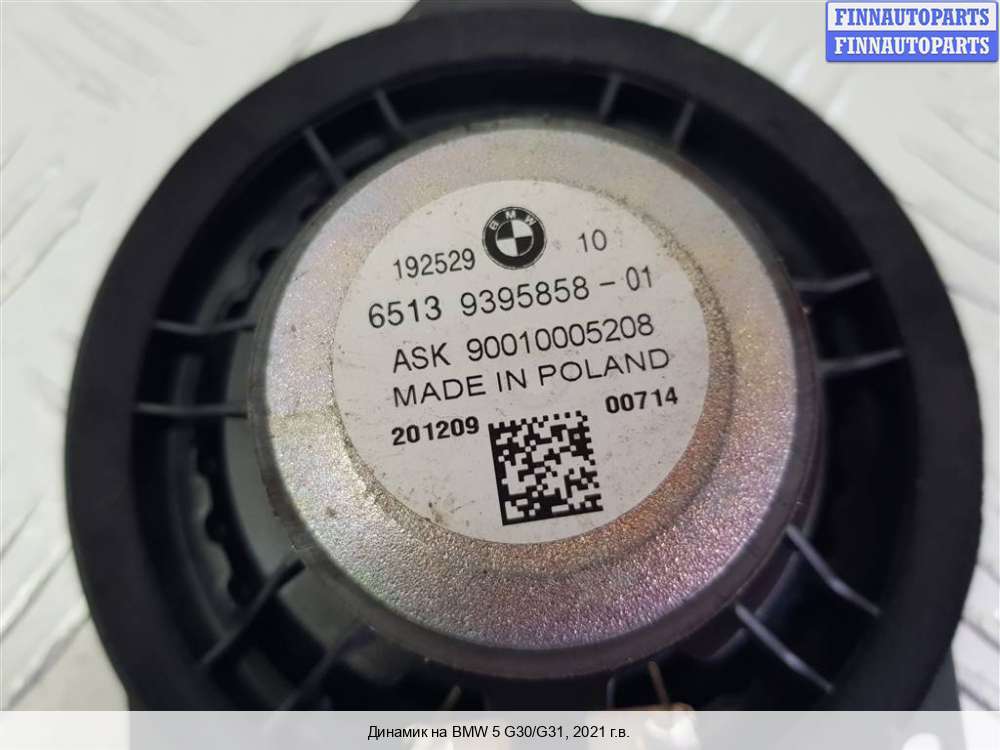 FINNAUTOPARTS
FINNAUTOPARTS
BMW
192529 10
6513 9395858-01
ASK 90010005208
MADE IN POLAND
201209 00714
Динамик на BMW 5 G30/G31, 2021 г.в.